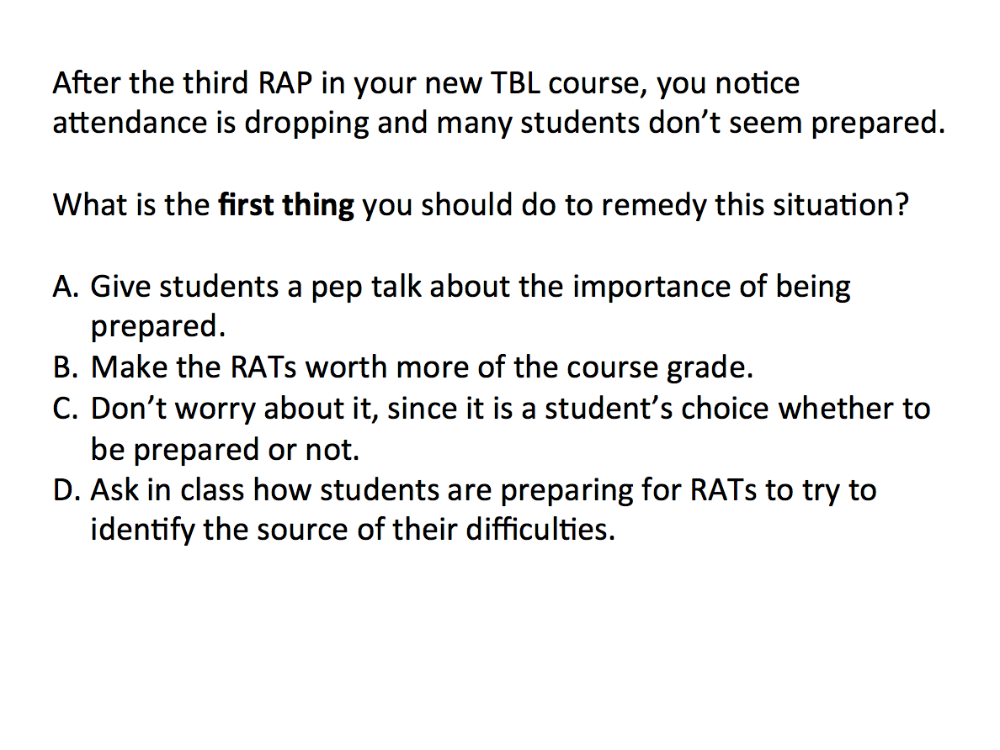 After the third RAP in your new TBL course, you notice
attendance is dropping and many students don’t seem prepared.
What is the first thing you should do to remedy this situation?
A. Give students a pep talk about the importance of being
prepared.
B. Make the RATs worth more of the course grade.
C. Don’t worry about it, since it is a student’s choice whether to
be prepared or not.
D. Ask in class how students are preparing for RATs to try to
identify the source of their difficulties.